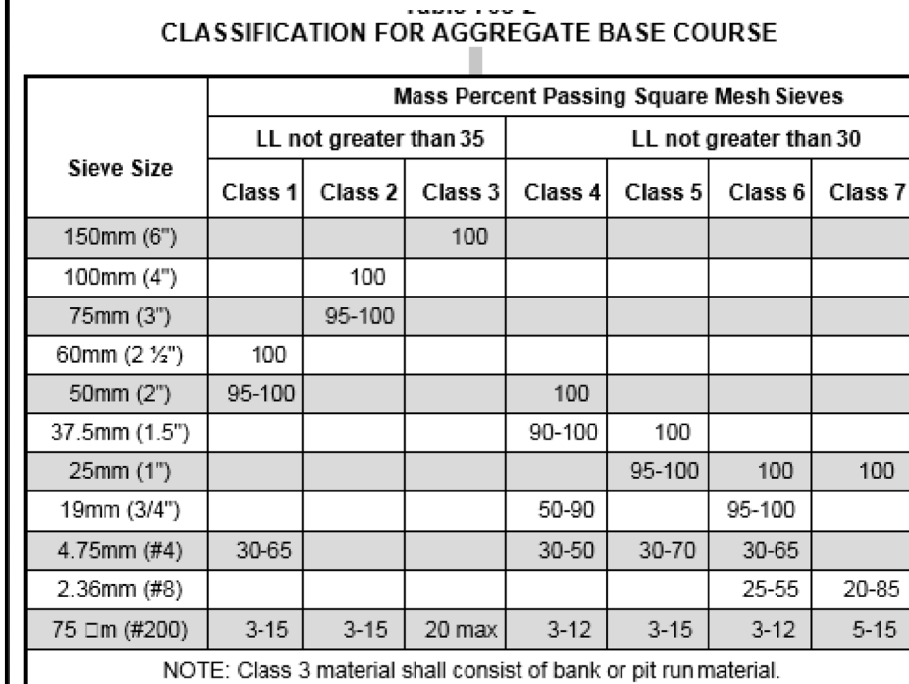 CLASSIFICATION FOR AGGREGATE BASE COURSE
Sieve Size Mass Percent Passing Square Mesh Sieves
LL not greater than 35 LL not greater than 30
Class 1 Class 2 Class 3 Class 4 Class 5 Class 6 Class 7
150mm (6") 100
100mm (4") 100
75mm (3") 95-100
60mm (2 ½") 100
50mm (2") 95-100 100
37.5mm (1.5") 90-100 100
25mm (1") 95-100 100 100
19mm (3/4") 50-90 95-100
4.75mm (#4) 30-65 30-50 30-70 30-65
2.36mm (#8) 25-55 20-85
75 □m (#200) 3-15 3-15 20 max 3-12 3-15 3-12 5-15
NOTE: Class 3 material shall consist of bank or pit run material.